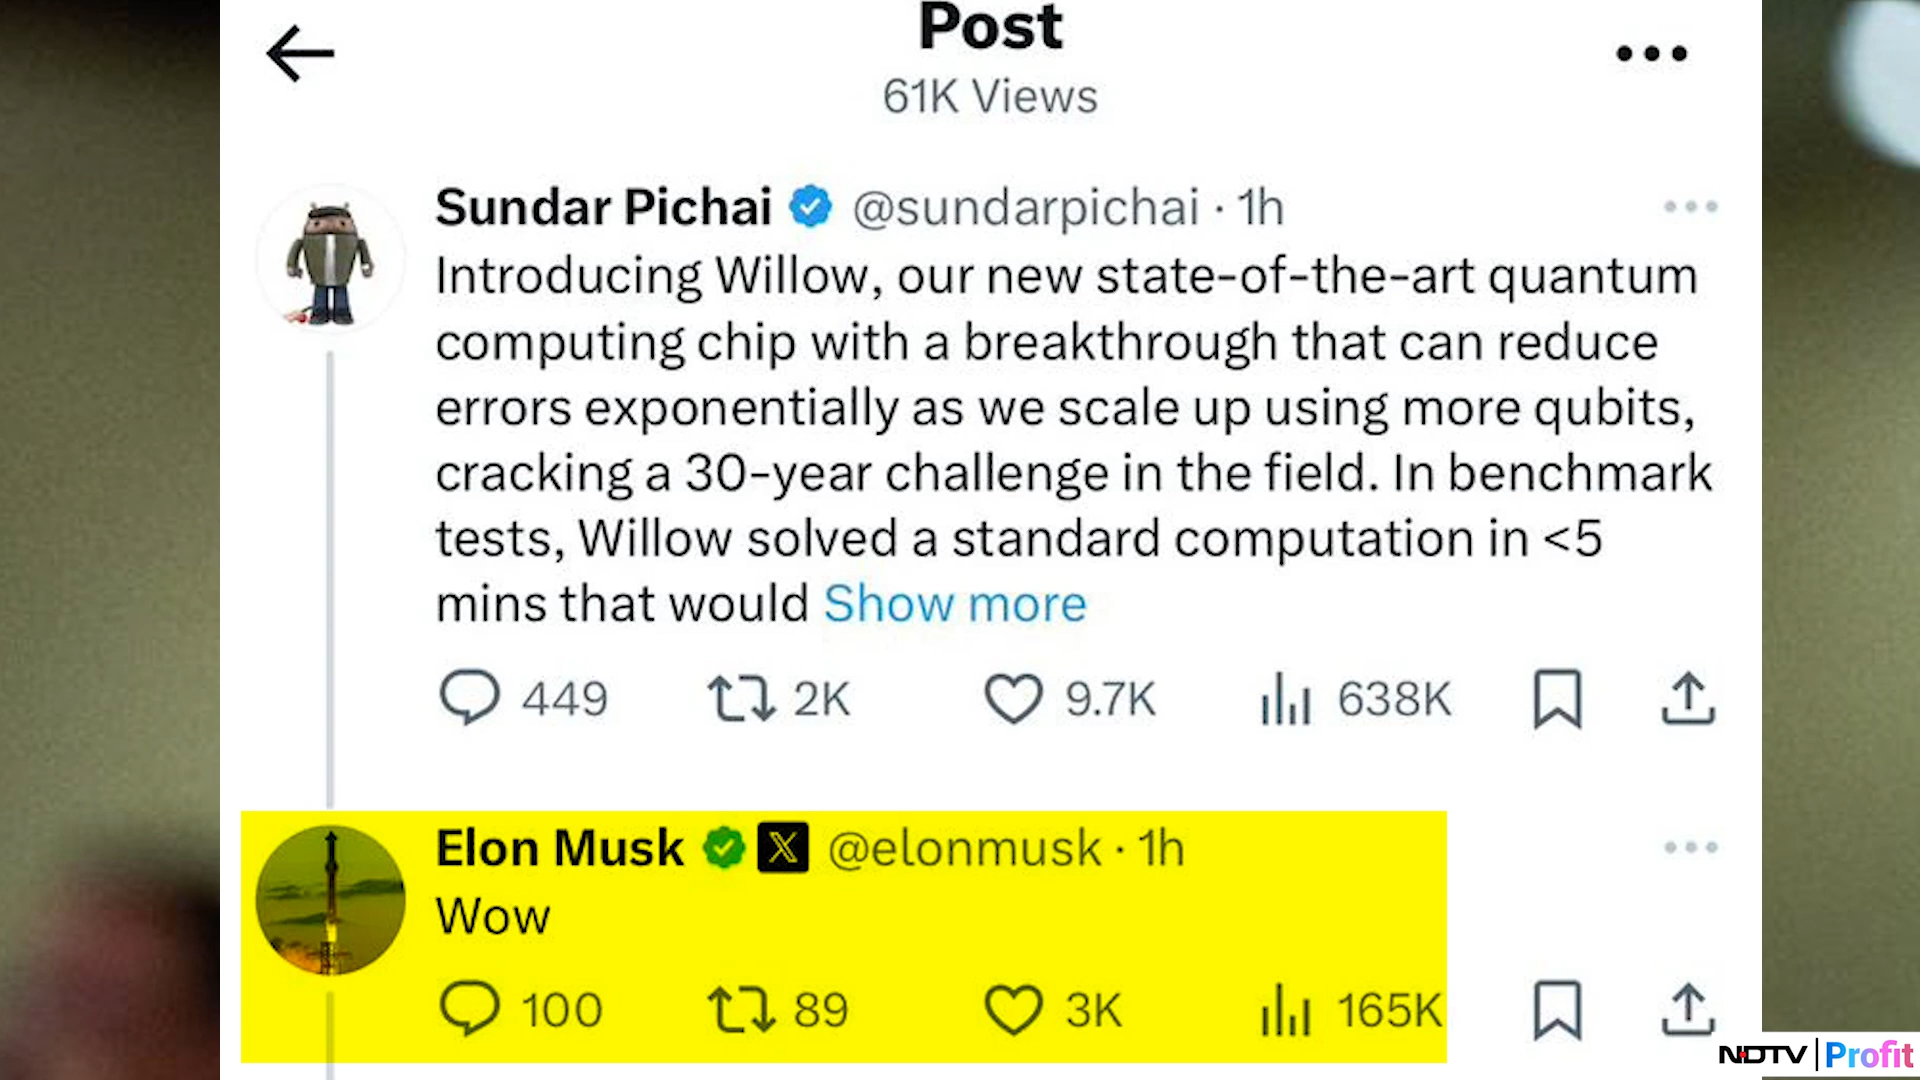 Post
61K Views
Sundar Pichai @sundarpichai · 1h
Introducing Willow, our new state-of-the-art quantum
computing chip with a breakthrough that can reduce
errors exponentially as we scale up using more qubits,
cracking a 30-year challenge in the field. In benchmark
tests, Willow solved a standard computation in <5
mins that would Show more
449 2K 9.7K 638K
Elon Musk X @elonmusk · 1h
Wow
100 89 3K 165K
NDTV | Profit